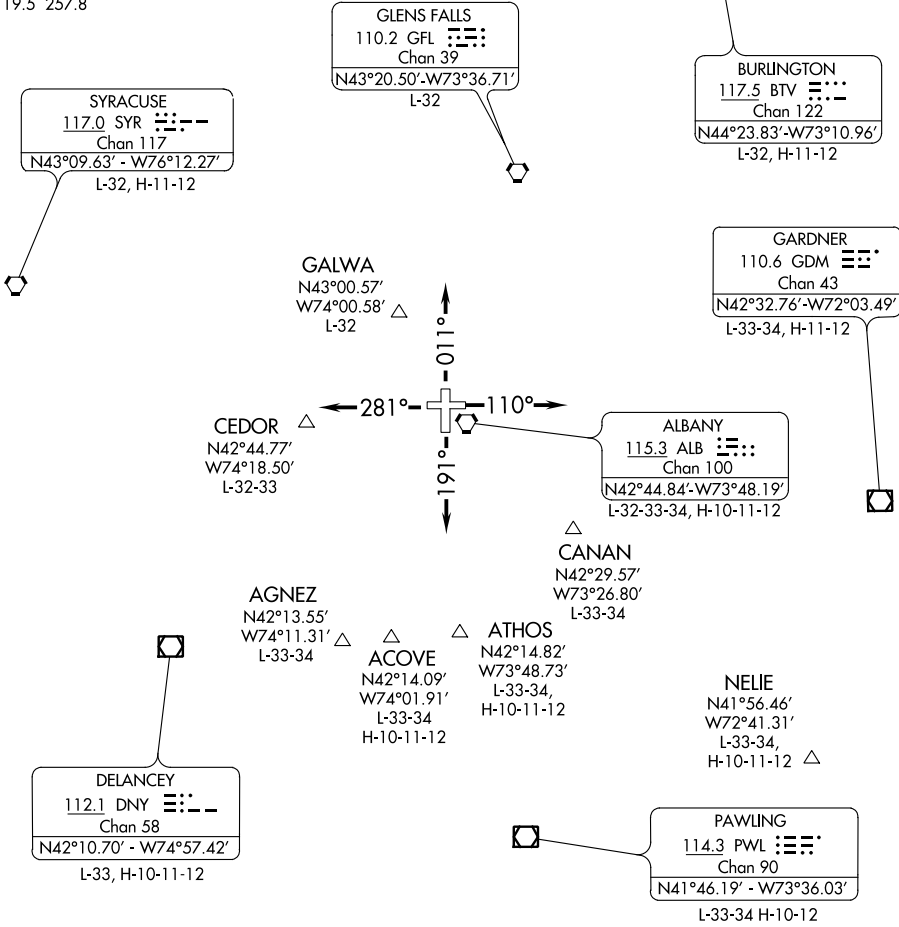 19.5 257.8
GLENS FALLS
110.2 GFL
Chan 39
N43°20.50'-W73°36.71'
L-32
BURLINGTON
117.5 BTV
Chan 122
N44°23.83'-W73°10.96'
L-32, H-11-12
SYRACUSE
117.0 SYR
Chan 117
N43°09.63' - W76°12.27'
L-32, H-11-12
GARDNER
110.6 GDM
Chan 43
N42°32.76'-W72°03.49'
L-33-34, H-11-12
GALWA
N43°00.57'
W74°00.58'
L-32
011°
281°
110°
191°
CEDOR
N42°44.77'
W74°18.50'
L-32-33
ALBANY
115.3 ALB
Chan 100
N42°44.84'-W73°48.19'
L-32-33-34, H-10-11-12
CANAN
N42°29.57'
W73°26.80'
L-33-34
AGNEZ
N42°13.55'
W74°11.31'
L-33-34
ACOVE
N42°14.09'
W74°01.91'
L-33-34
H-10-11-12
ATHOS
N42°14.82'
W73°48.73'
L-33-34,
H-10-11-12
NELIE
N41°56.46'
W72°41.31'
L-33-34,
H-10-11-12
DELANCEY
112.1 DNY
Chan 58
N42°10.70' - W74°57.42'
L-33, H-10-11-12
PAWLING
114.3 PWL
Chan 90
N41°46.19' - W73°36.03'
L-33-34 H-10-12